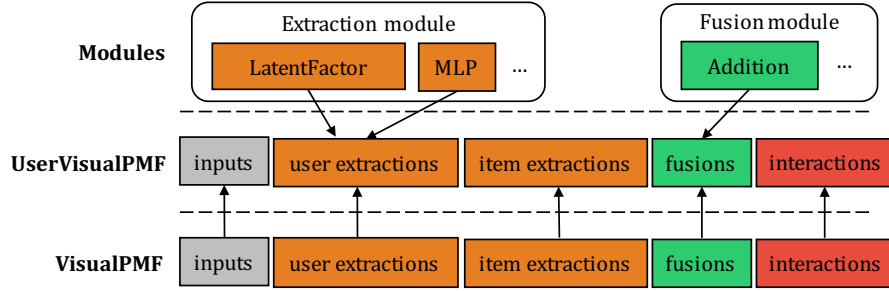 Extraction module
Fusion module
Modules
LatentFactor
MLP
...
Addition
...
UserVisualPMF
inputs
user extractions
item extractions
fusions
interactions
VisualPMF
inputs
user extractions
item extractions
fusions
interactions